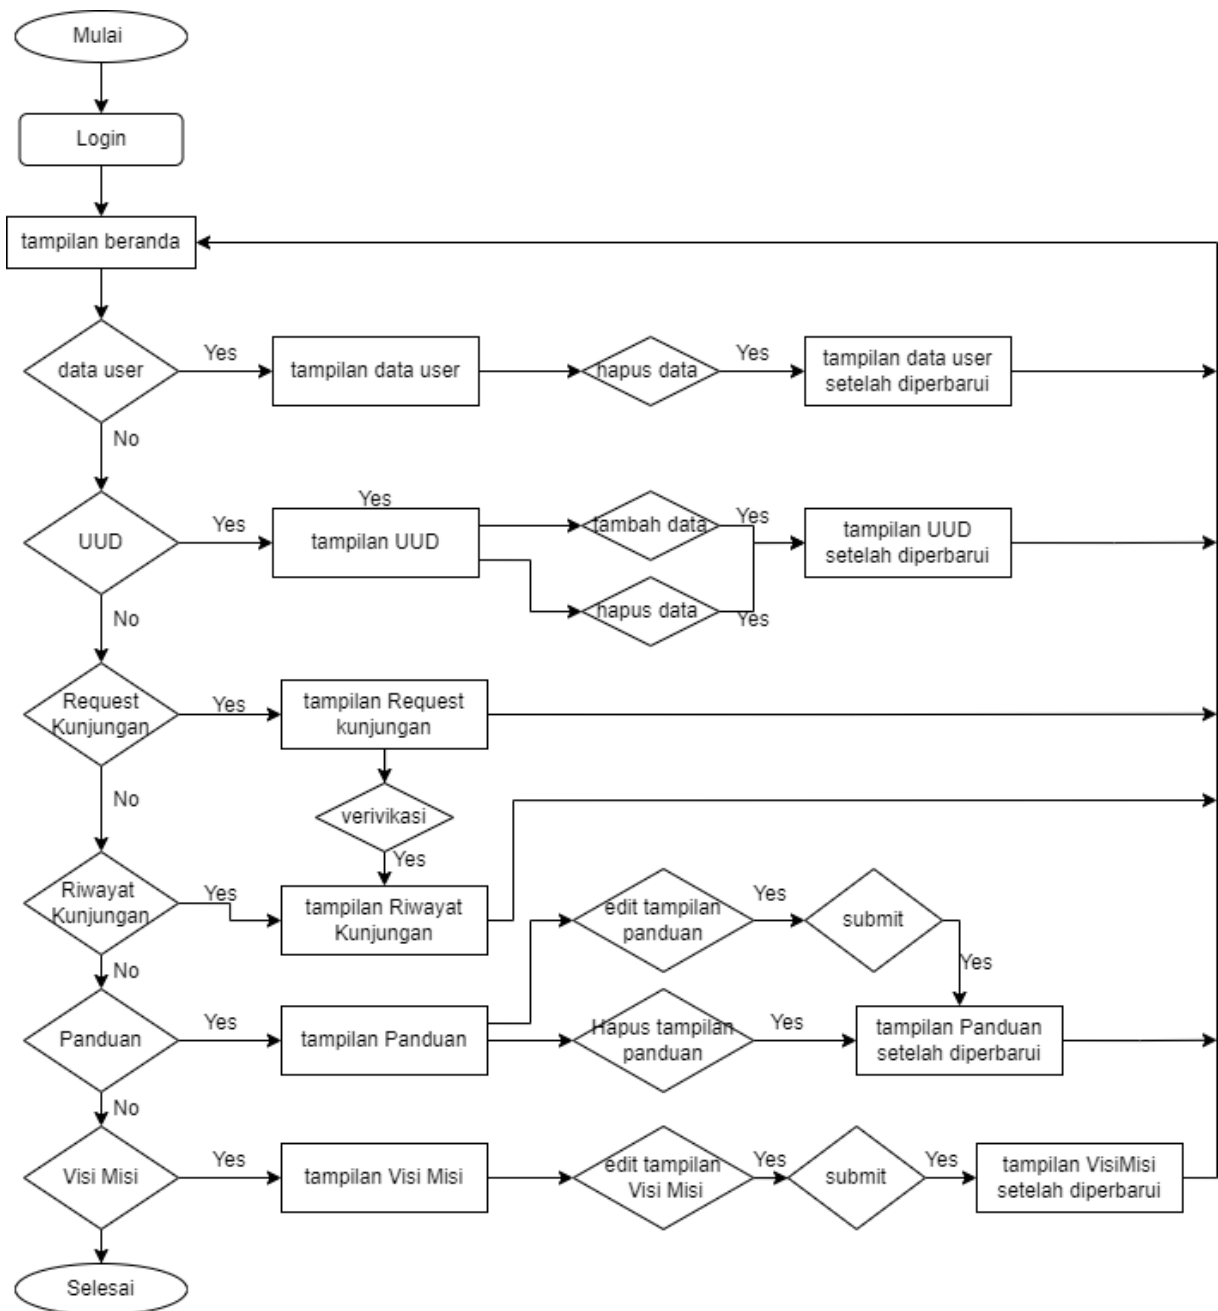 Mulai
Login
tampilan beranda
data user
Yes
tampilan data user
hapus data
Yes
tampilan data user
setelah diperbarui
No
UUD
Yes
Yes
tampilan UUD
tambah data
Yes
tampilan UUD
setelah diperbarui
hapus data
Yes
No
Request
Kunjungan
Yes
tampilan Request
kunjungan
No
verivikasi
Yes
Riwayat
Kunjungan
Yes
tampilan Riwayat
Kunjungan
edit tampilan
panduan
Yes
submit
Yes
No
Panduan
Yes
tampilan Panduan
Hapus tampilan
panduan
Yes
tampilan Panduan
setelah diperbarui
No
Visi Misi
Yes
tampilan Visi Misi
edit tampilan
Visi Misi
Yes
submit
Yes
tampilan VisiMisi
setelah diperbarui
Selesai